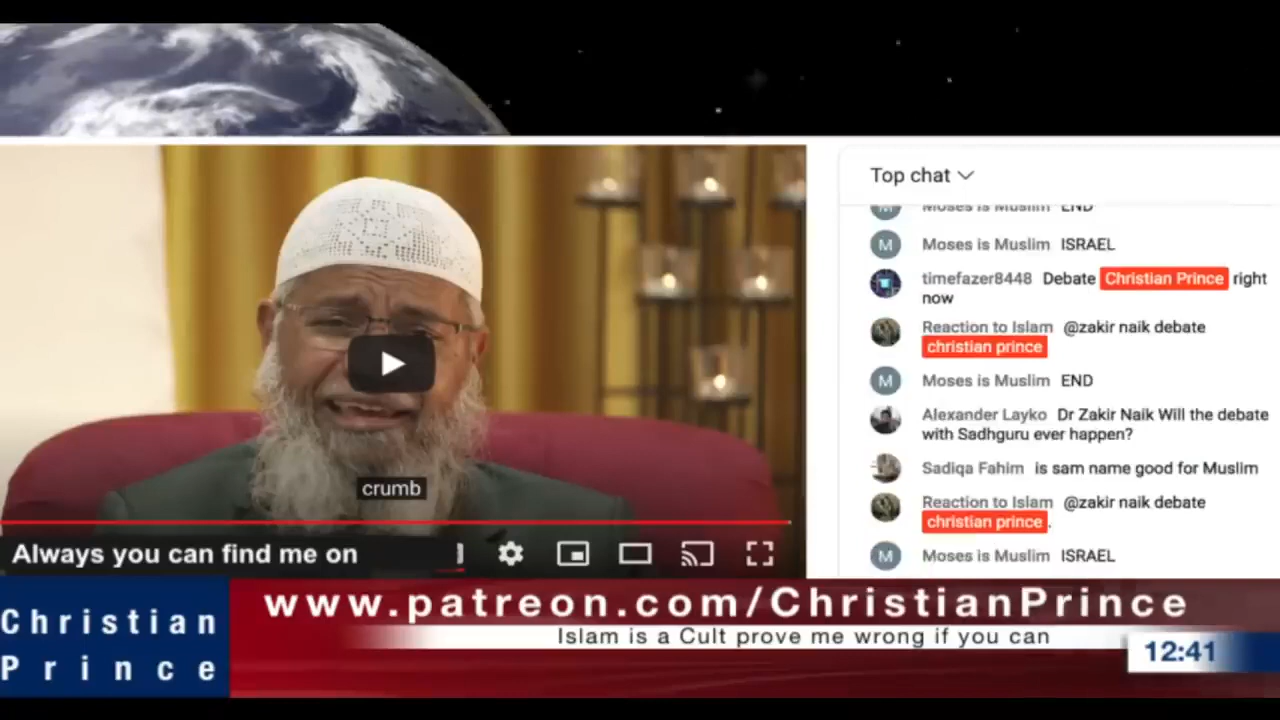 Top chat
M Moses is Muslim END
M Moses is Muslim ISRAEL
timefazer8448 Debate Christian Prince right
now
Reaction to Islam @zakir naik debate
christian prince
M Moses is Muslim END
Alexander Layko Dr Zakir Naik Will the debate
with Sadhguru ever happen?
Sadiqa Fahim is sam name good for Muslim
Reaction to Islam @zakir naik debate
christian prince.
M Moses is Muslim ISRAEL
crumb
Always you can find me on
Christian
Prince
www.patreon.com/ChristianPrince
Islam is a Cult prove me wrong if you can
12:41